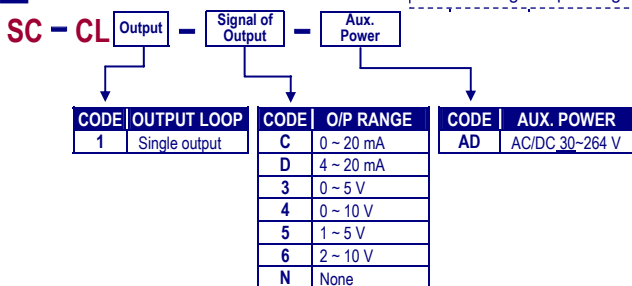 SC – CL Output – Signal of Output – Aux. Power
CODE OUTPUT LOOP
1 Single output
CODE O/P RANGE
C 0 ~ 20 mA
D 4 ~ 20 mA
3 0 ~ 5 V
4 0 ~ 10 V
5 1 ~ 5 V
6 2 ~ 10 V
N None
CODE AUX. POWER
AD AC/DC 30~264 V